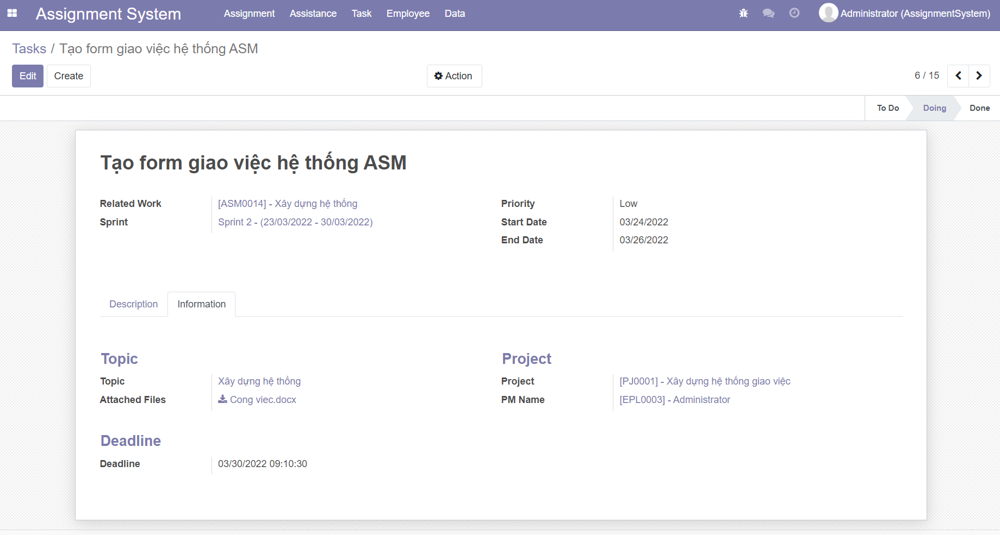 Assignment System Assignment Assistance Task Employee Data Administrator (AssignmentSystem)
Tasks / Tạo form giao việc hệ thống ASM
Edit Create Action 6 / 15
To Do Doing Done
Tạo form giao việc hệ thống ASM
Related Work [ASM0014] - Xây dựng hệ thống
Sprint Sprint 2 - (23/03/2022 - 30/03/2022)
Priority Low
Start Date 03/24/2022
End Date 03/26/2022
Description Information
Topic
Topic Xây dựng hệ thống
Attached Files Cong viec.docx
Project
Project [PJ0001] - Xây dựng hệ thống giao việc
PM Name [EPL0003] - Administrator
Deadline
Deadline 03/30/2022 09:10:30